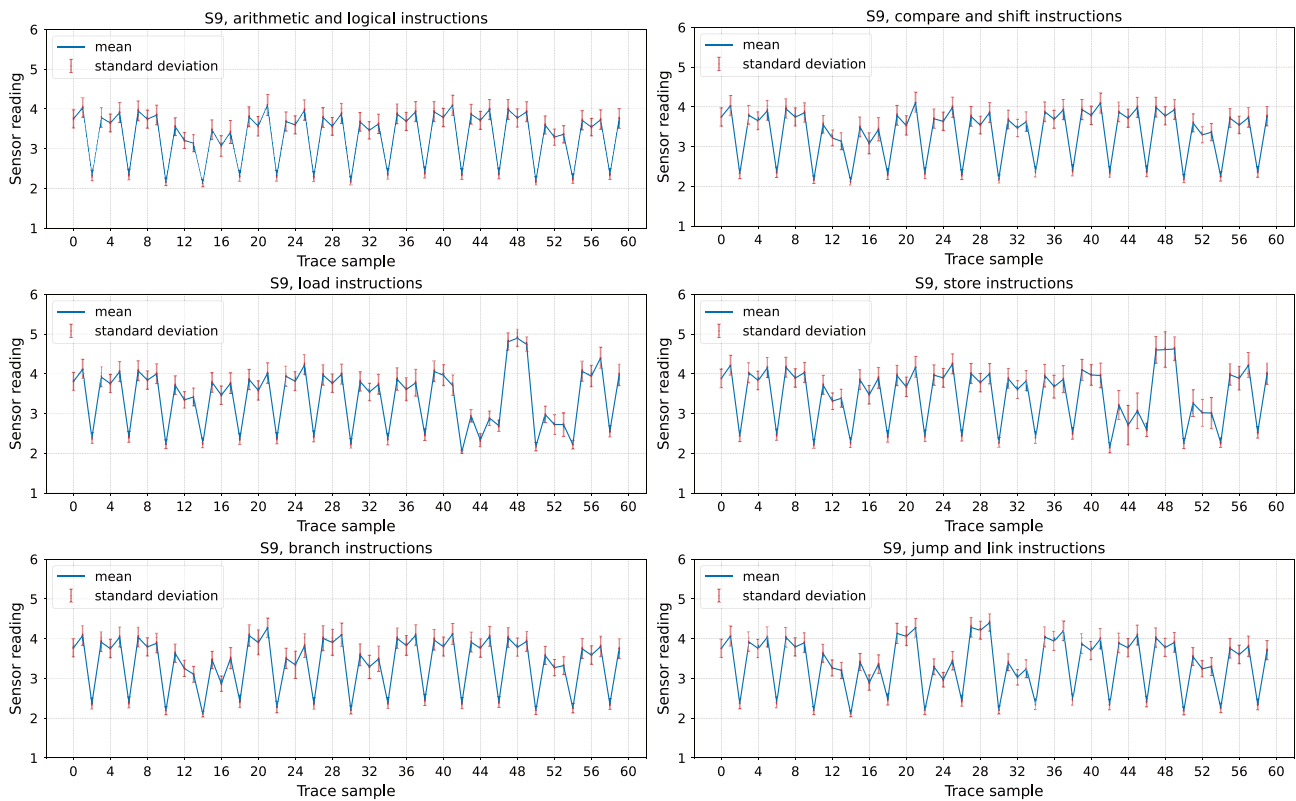 S9, arithmetic and logical instructions
6
5
4
3
2
1
Sensor reading
mean
standard deviation
0 4 8 12 16 20 24 28 32 36 40 44 48 52 56 60
Trace sample
S9, compare and shift instructions
6
5
4
3
2
1
Sensor reading
mean
standard deviation
0 4 8 12 16 20 24 28 32 36 40 44 48 52 56 60
Trace sample
S9, load instructions
6
5
4
3
2
1
Sensor reading
mean
standard deviation
0 4 8 12 16 20 24 28 32 36 40 44 48 52 56 60
Trace sample
S9, store instructions
6
5
4
3
2
1
Sensor reading
mean
standard deviation
0 4 8 12 16 20 24 28 32 36 40 44 48 52 56 60
Trace sample
S9, branch instructions
6
5
4
3
2
1
Sensor reading
mean
standard deviation
0 4 8 12 16 20 24 28 32 36 40 44 48 52 56 60
Trace sample
S9, jump and link instructions
6
5
4
3
2
1
Sensor reading
mean
standard deviation
0 4 8 12 16 20 24 28 32 36 40 44 48 52 56 60
Trace sample